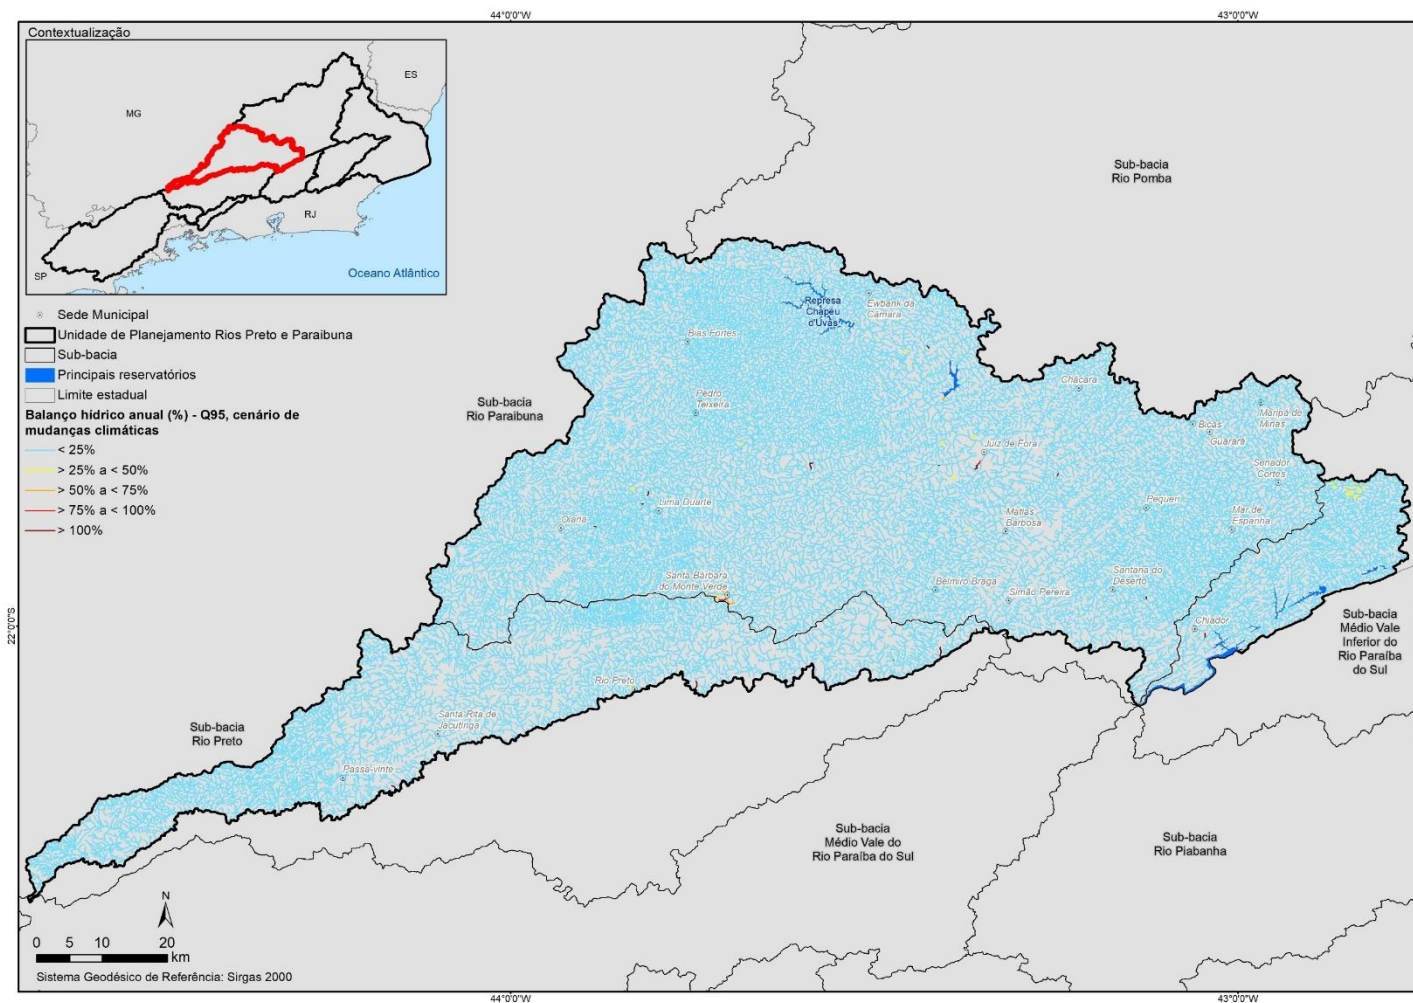 44°0'0"W
43°0'0"W
Contextualização
ES
MG
RJ
SP
Oceano Atlântico
Sede Municipal
Unidade de Planejamento Rios Preto e Paraibuna
Sub-bacia
Principais reservatórios
Limite estadual
Balanço hídrico anual (%) - Q95, cenário de
mudanças climáticas
< 25%
> 25% a < 50%
> 50% a < 75%
> 75% a < 100%
> 100%
Sub-bacia
Rio Pomba
Represa
Chapéu
d'Uvas
Ewbank da
Câmara
Bias Fortes
Chácara
Sub-bacia
Rio Paraibuna
Pedro
Teixeira
Maripá de
Minas
Bicas
Guarará
Juiz de Fora
Senador
Cortes
Lima Duarte
Olaria
Pequeri
Matias
Barbosa
Mar de
Espanha
Santa Bárbara
do Monte Verde
Belmiro Braga
Simão Pereira
Santana do
Deserto
Chiador
22°0'0"S
Sub-bacia
Médio Vale
Inferior do
Rio Paraíba
do Sul
Rio Preto
Santa Rita de
Jacutinga
Sub-bacia
Rio Preto
Passa-vinte
Sub-bacia
Médio Vale do
Rio Paraíba do Sul
Sub-bacia
Rio Piabanha
N
0 5 10 20
km
Sistema Geodésico de Referência: Sirgas 2000
44°0'0"W
43°0'0"W